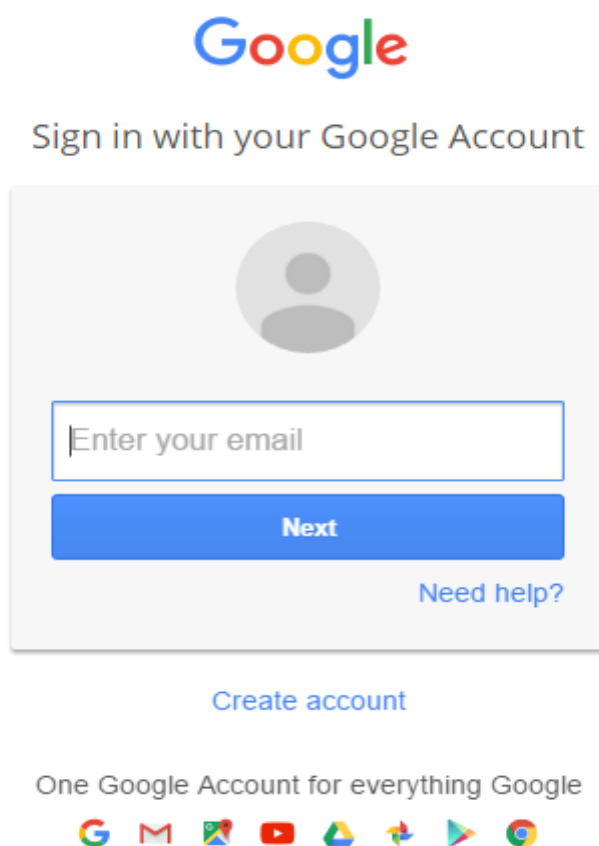 Google
Sign in with your Google Account
Enter your email
Next
Need help?
Create account
One Google Account for everything Google